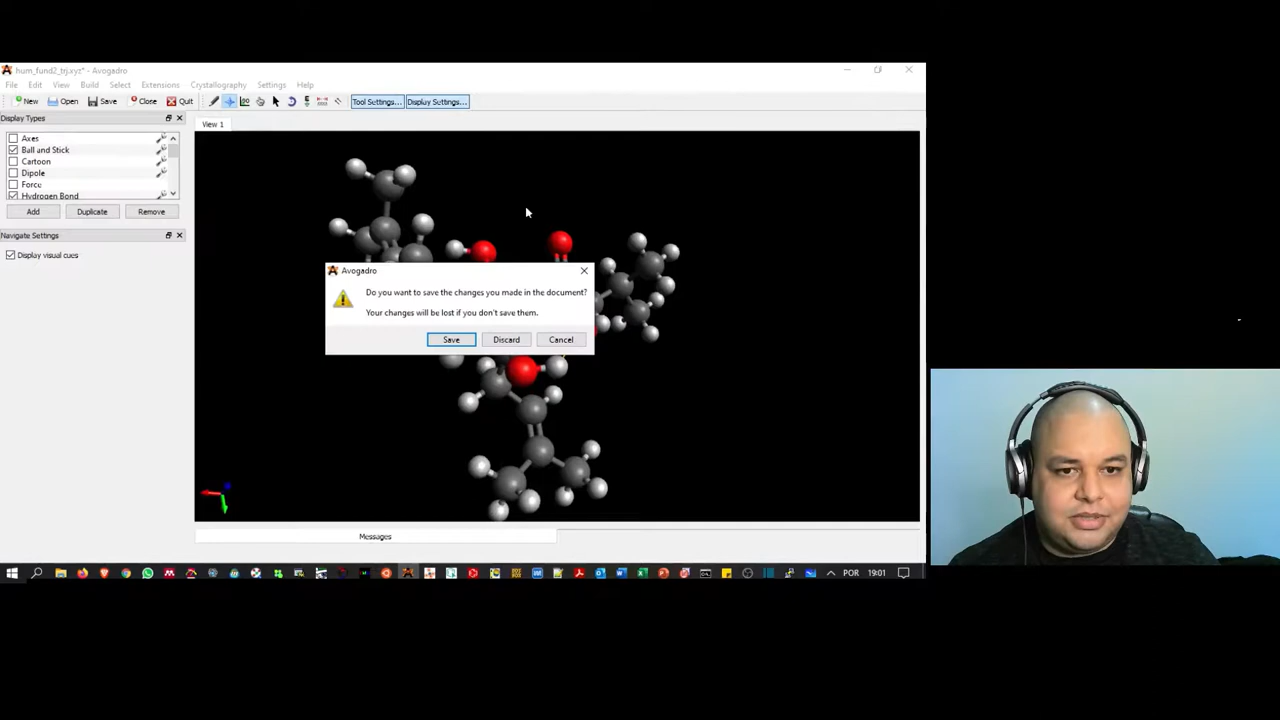 hum_fund2_trj.xyz* - Avogadro
File Edit View Build Select Extensions Crystallography Settings Help
New Open Save Close Quit Tool Settings... Display Settings...
Display Types
View 1
Axes
Ball and Stick
Cartoon
Dipole
Force
Hydrogen Bond
Add Duplicate Remove
Navigate Settings
Display visual cues
Avogadro
Do you want to save the changes you made in the document?
Your changes will be lost if you don't save them.
Save Discard Cancel
Messages
POR 19:01